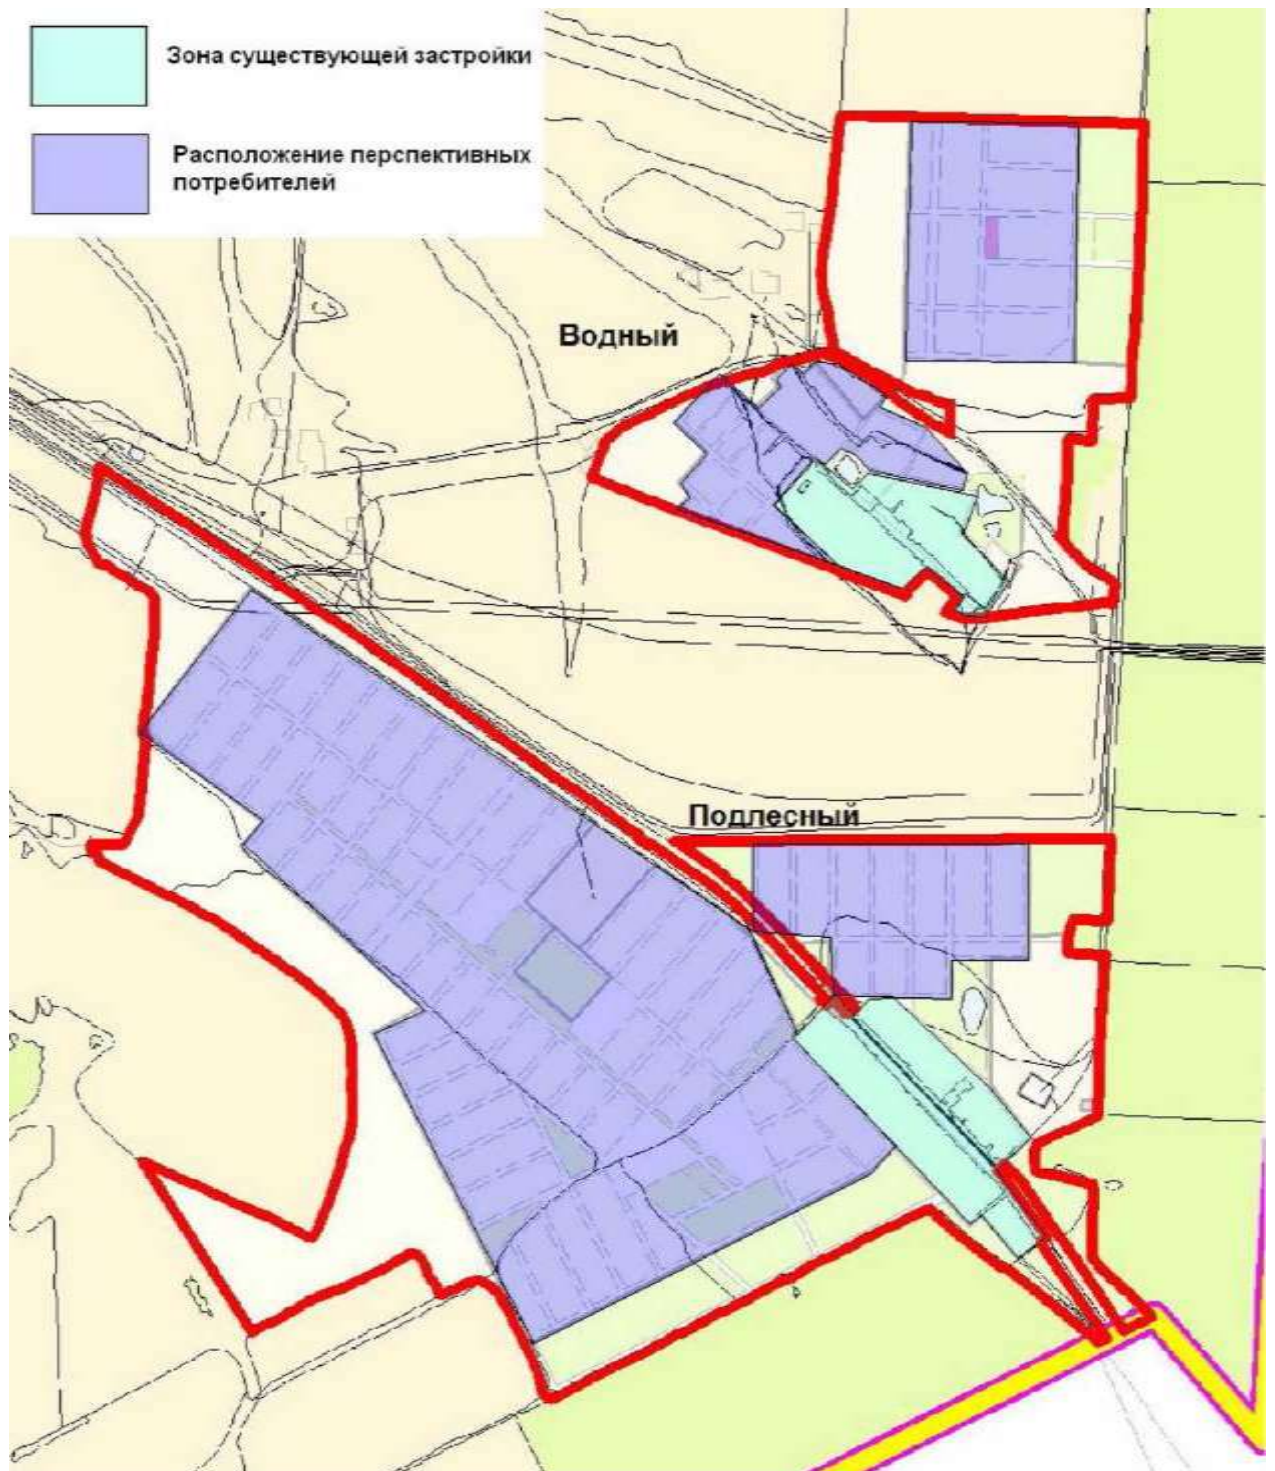 Зона существующей застройки
Расположение перспективных
потребителей
Водный
Подлесный